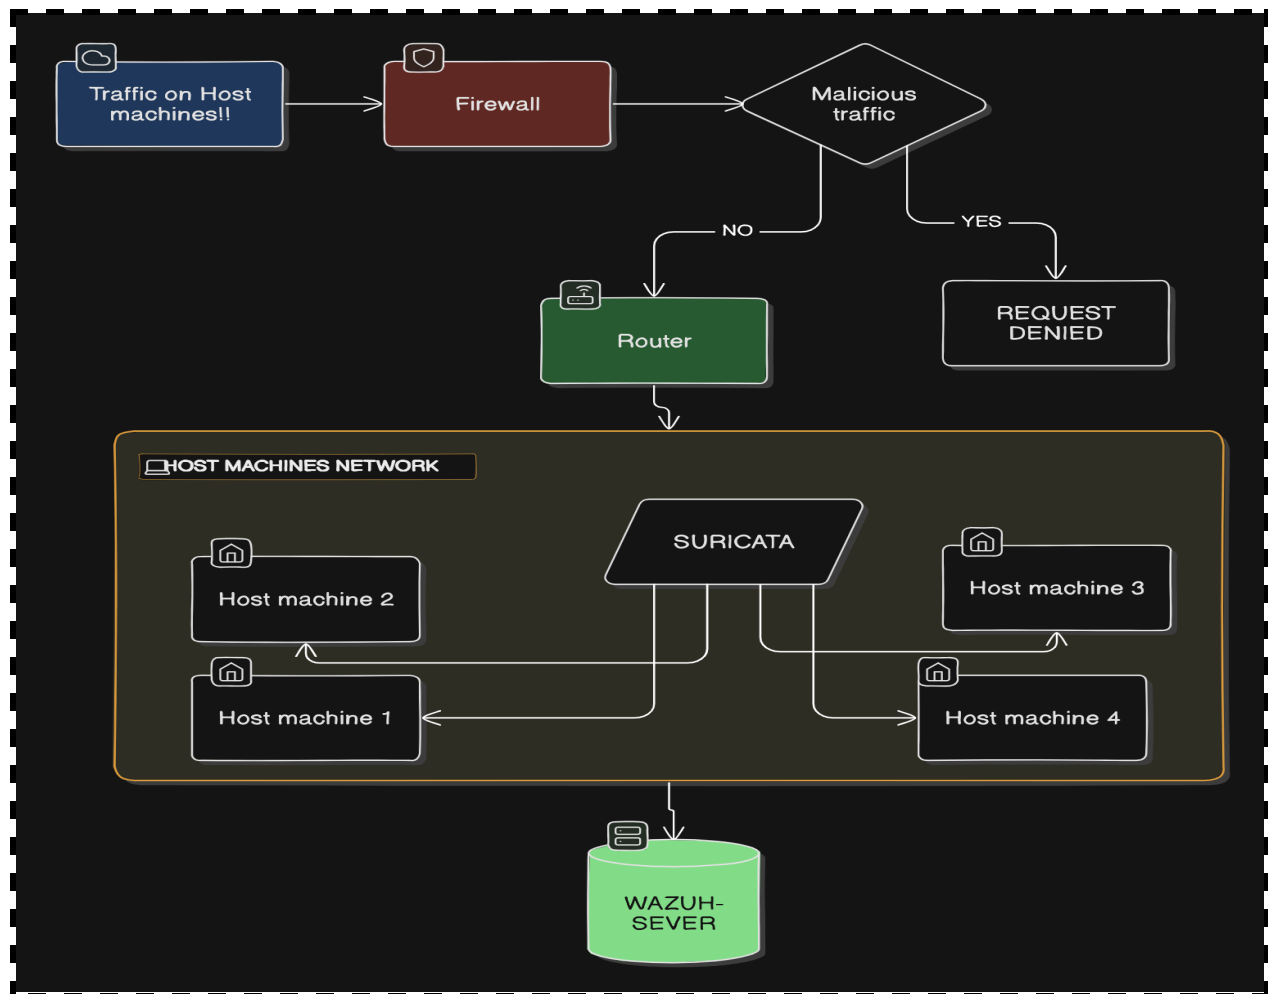 Traffic on Host
machines!!
Firewall
Malicious
traffic
NO
YES
Router
REQUEST
DENIED
HOST MACHINES NETWORK
SURICATA
Host machine 2
Host machine 3
Host machine 1
Host machine 4
WAZUH-
SEVER